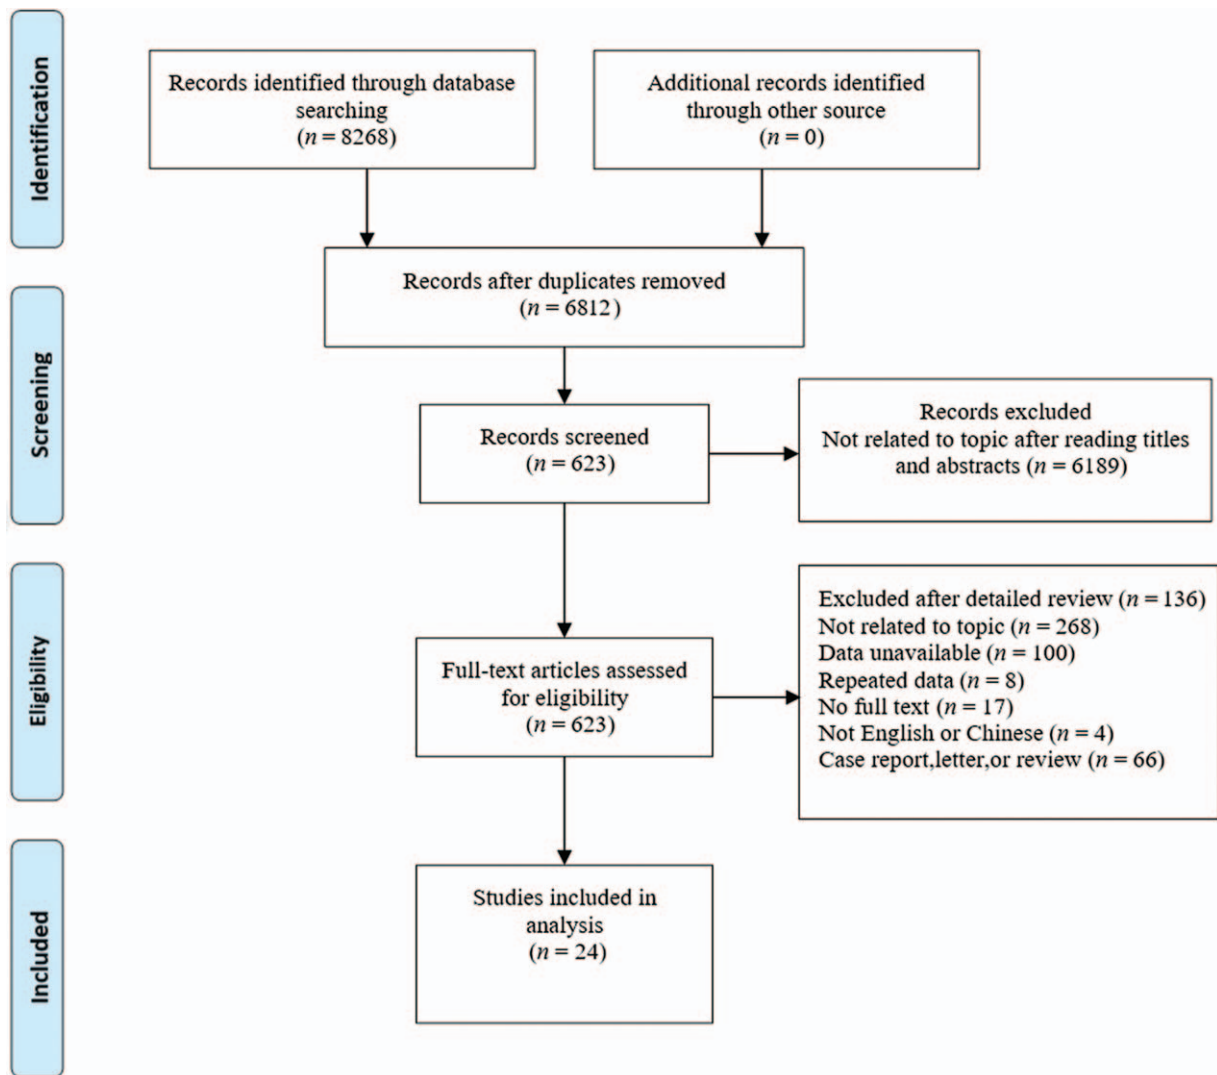 Identification
Records identified through database
searching
(n = 8268)
Additional records identified
through other source
(n = 0)
Records after duplicates removed
(n = 6812)
Screening
Records screened
(n = 623)
Records excluded
Not related to topic after reading titles
and abstracts (n = 6189)
Eligibility
Full-text articles assessed
for eligibility
(n = 623)
Excluded after detailed review (n = 136)
Not related to topic (n = 268)
Data unavailable (n = 100)
Repeated data (n = 8)
No full text (n = 17)
Not English or Chinese (n = 4)
Case report,letter,or review (n = 66)
Included
Studies included in
analysis
(n = 24)